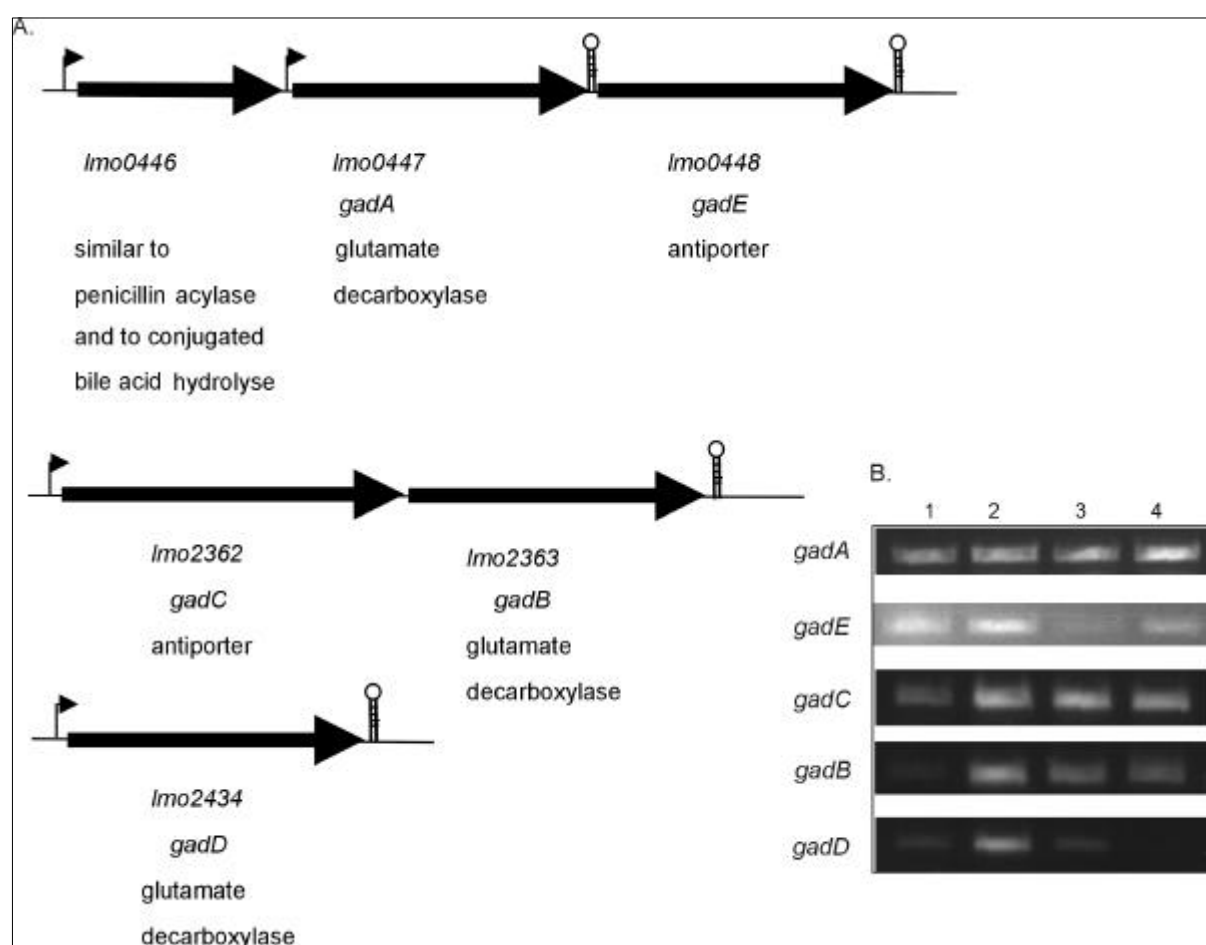 A.
lmo0446 lmo0447 lmo0448
gadA gadE
similar to glutamate antiporter
penicillin acylase decarboxylase
and to conjugated
bile acid hydrolyse
lmo2362 lmo2363
gadC gadB
antiporter glutamate
decarboxylase
lmo2434
gadD
glutamate
decarboxylase
B.
1 2 3 4
gadA
gadE
gadC
gadB
gadD